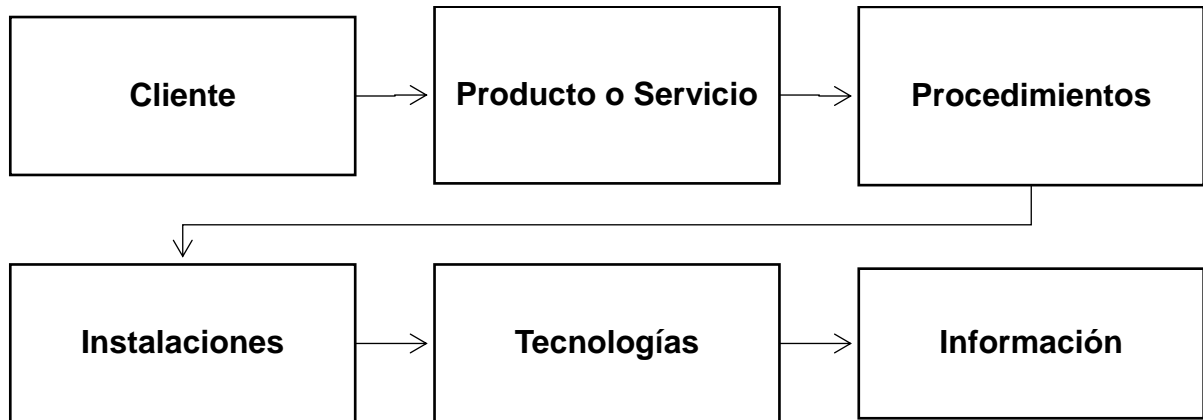 Cliente
Producto o Servicio
Procedimientos
Instalaciones
Tecnologías
Información